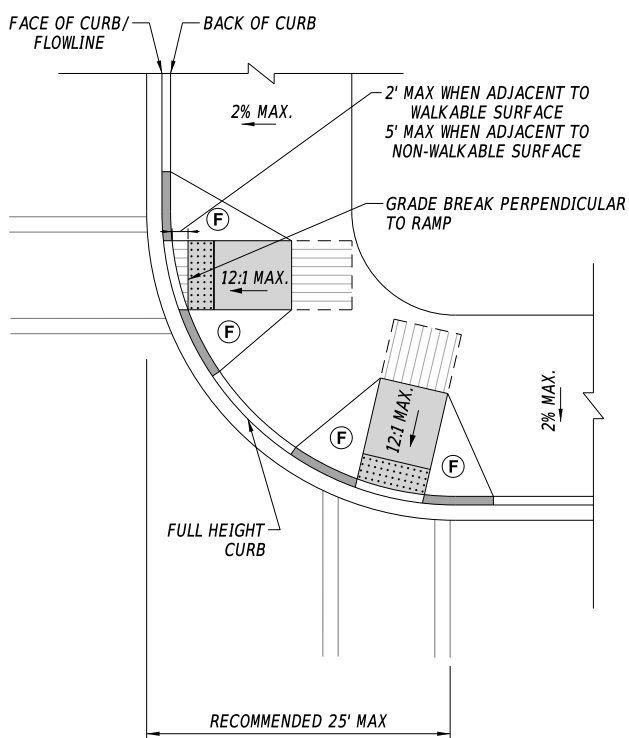 FACE OF CURB/
FLOWLINE
BACK OF CURB
2% MAX.
2' MAX WHEN ADJACENT TO
WALKABLE SURFACE
5' MAX WHEN ADJACENT TO
NON-WALKABLE SURFACE
GRADE BREAK PERPENDICULAR
TO RAMP
F
12:1 MAX.
F
2% MAX.
12:1 MAX.
F
F
FULL HEIGHT
CURB
RECOMMENDED 25' MAX